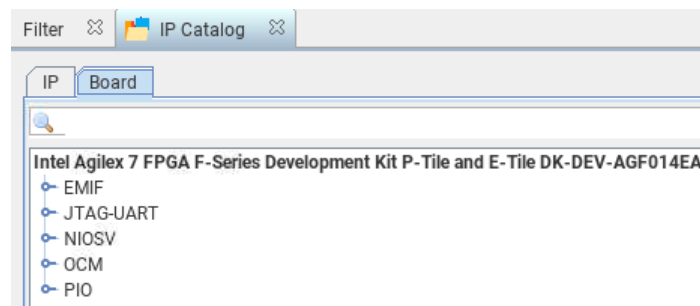 Filter IP Catalog
IP Board
Intel Agilex 7 FPGA F-Series Development Kit P-Tile and E-Tile DK-DEV-AGF014EA
EMIF
JTAG-UART
NIOSV
OCM
PIO